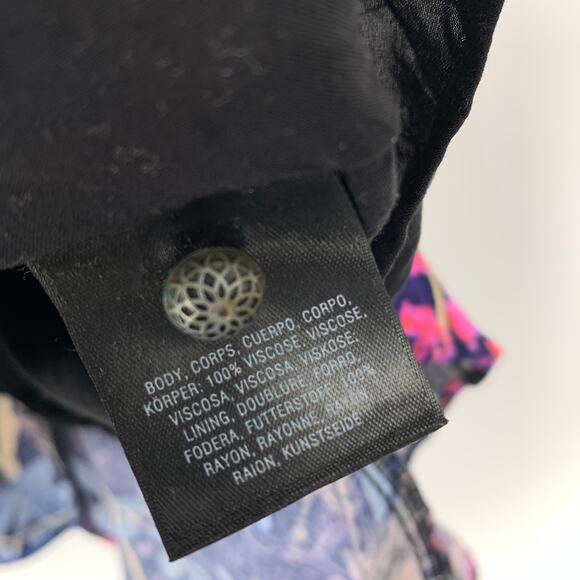 BODY, CORPS, CUERPO, CORPO,
KÖRPER: 100% VISCOSE, VISCOSE,
VISCOSA, VISCOSA, VISKOSE.
LINING, DOUBLURE, FORRO,
FODERA, FUTTERSTOFF: 100%
RAYON, RAYONNE, RAYON,
RAION, KUNSTSEIDE